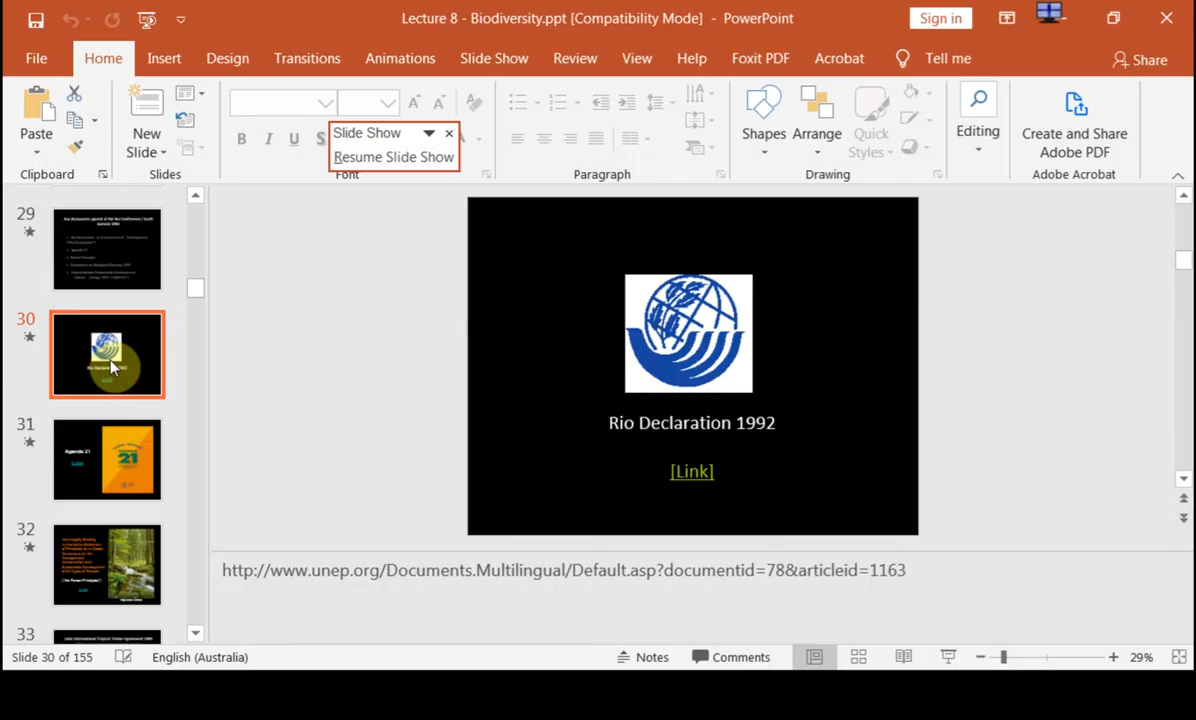 Lecture 8 - Biodiversity.ppt [Compatibility Mode] - PowerPoint
Sign in
File Home Insert Design Transitions Animations Slide Show Review View Help Foxit PDF Acrobat Tell me Share
Paste
New Slide
B I U S
Slide Show
Resume Slide Show
Shapes Arrange Quick Styles
Editing
Create and Share Adobe PDF
Clipboard Slides Font Paragraph Drawing Adobe Acrobat
29
30
31
Agenda 21
21
32
33
Rio Declaration 1992
[Link]
http://www.unep.org/Documents.Multilingual/Default.asp?documentid=78&articleid=1163
Slide 30 of 155 English (Australia) Notes Comments 29%